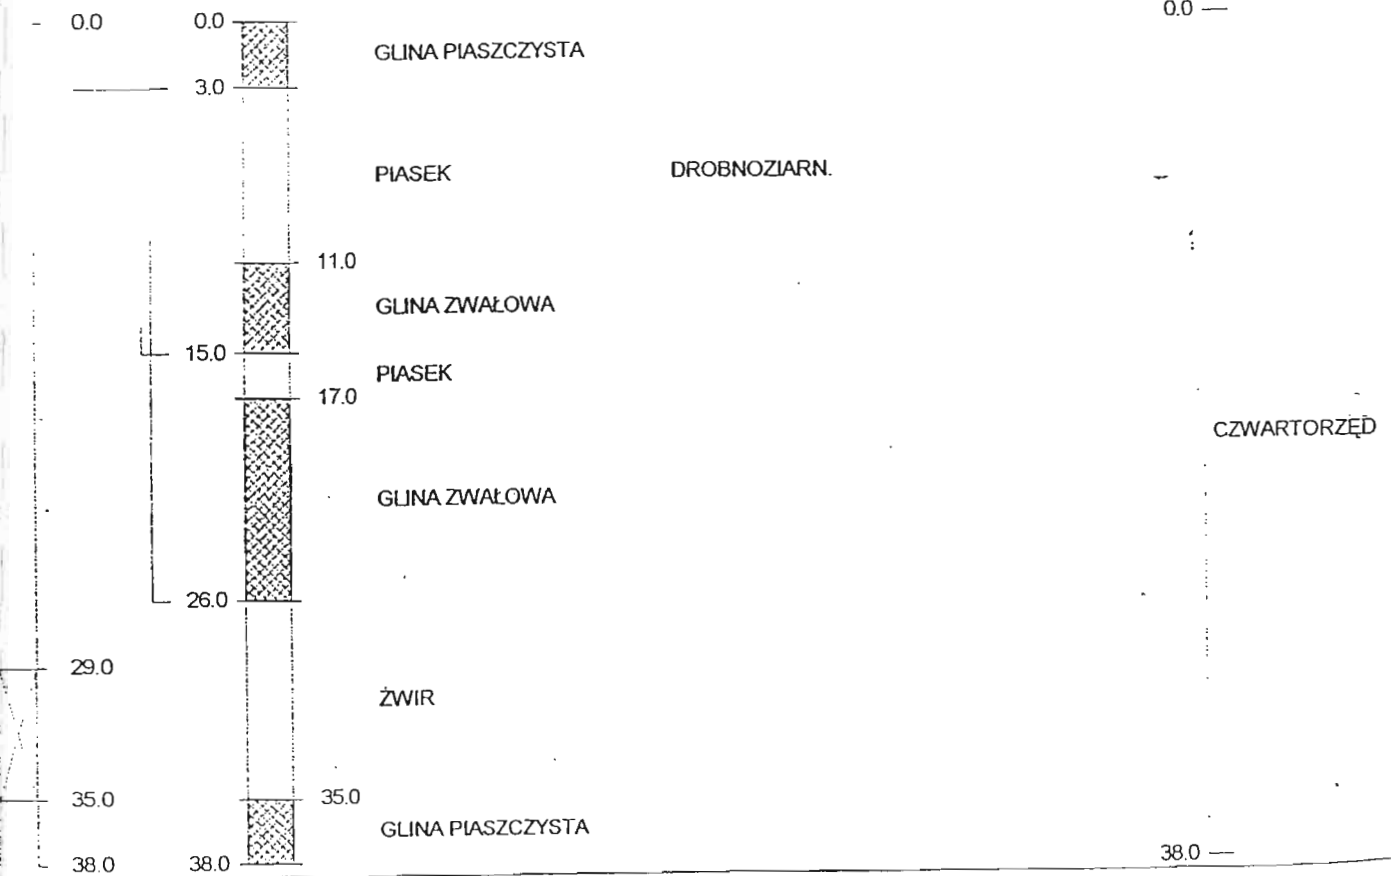 0.0 0.0 0.0
GLINA PIASZCZYSTA
3.0
PIASEK DROBNOZIARN.
11.0
GLINA ZWAŁOWA
15.0
PIASEK
17.0
CZWARTORZĘD
GLINA ZWAŁOWA
26.0
29.0
ŻWIR
35.0 35.0
GLINA PIASZCZYSTA
38.0 38.0 38.0